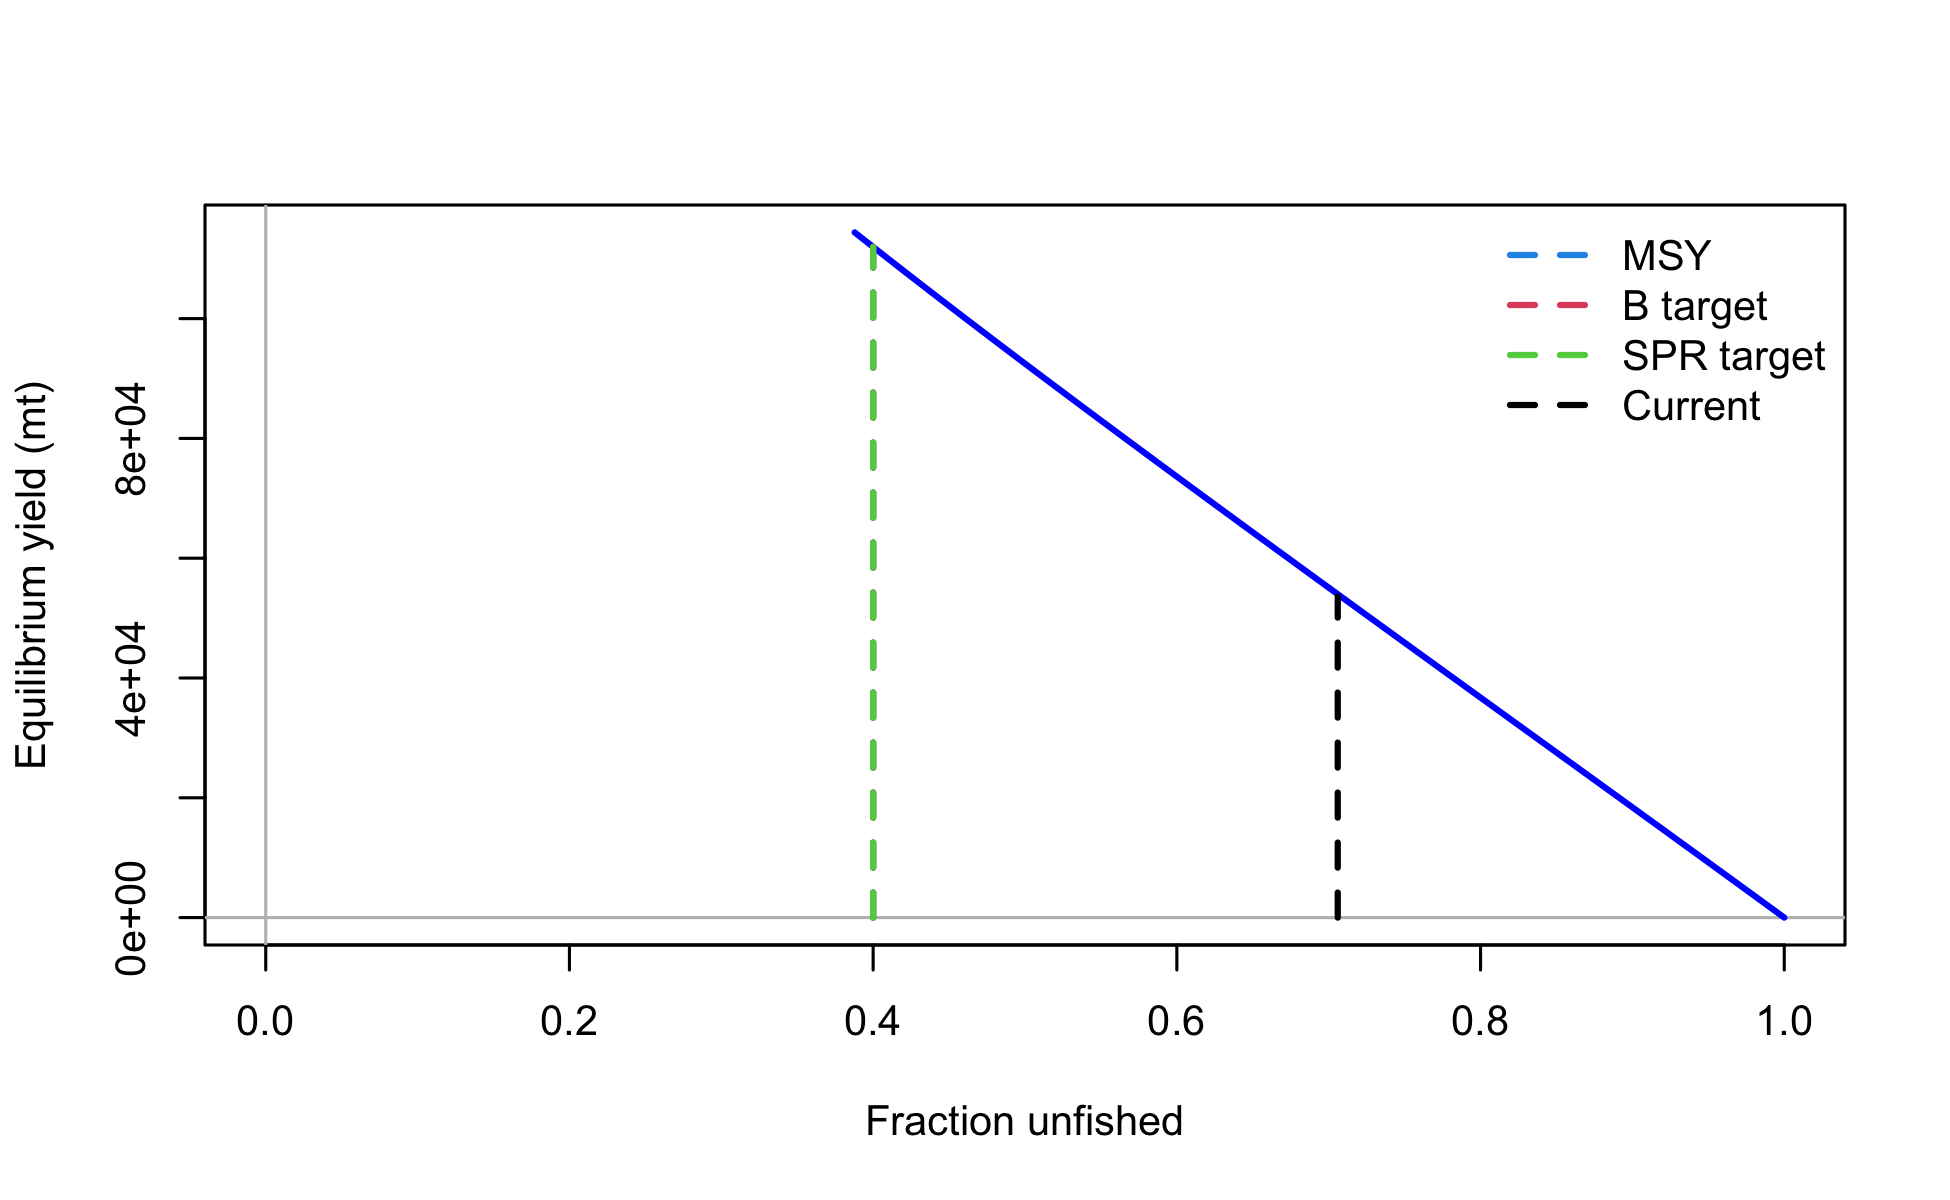 MSY
B target
SPR target
Current
Equilibrium yield (mt)
8e+04
4e+04
0e+00
0.0 0.2 0.4 0.6 0.8 1.0
Fraction unfished